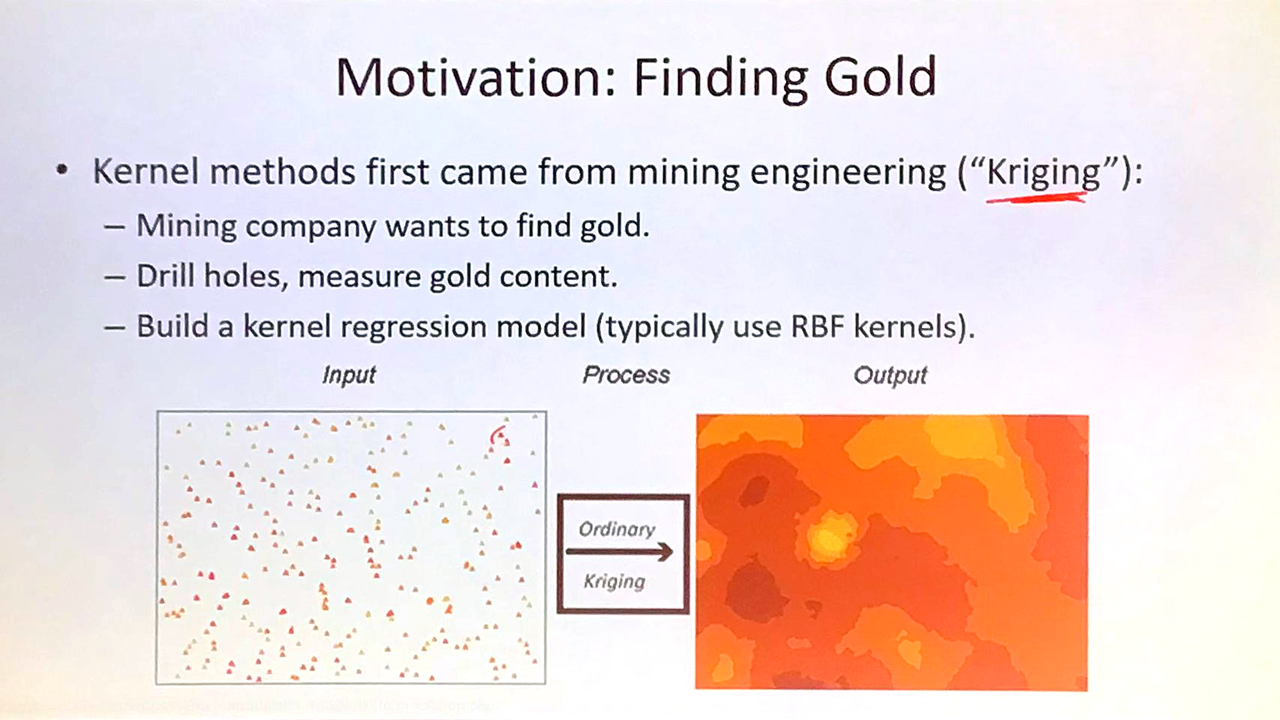 Motivation: Finding Gold
• Kernel methods first came from mining engineering (“Kriging”):
– Mining company wants to find gold.
– Drill holes, measure gold content.
– Build a kernel regression model (typically use RBF kernels).
Input Process Output
Ordinary
Kriging